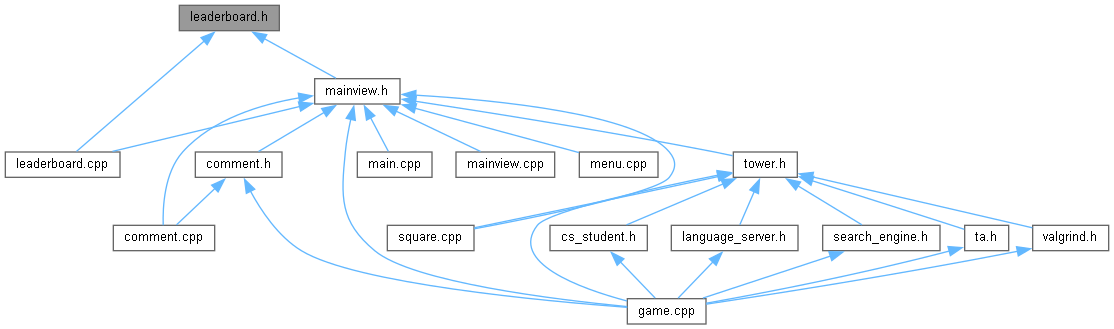 leaderboard.h
mainview.h
leaderboard.cpp
comment.h
main.cpp
mainview.cpp
menu.cpp
tower.h
comment.cpp
square.cpp
cs_student.h
language_server.h
search_engine.h
ta.h
valgrind.h
game.cpp